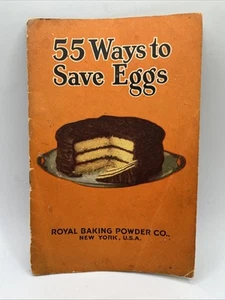 55 Ways to
Save Eggs
ROYAL BAKING POWDER CO.,
NEW YORK, U.S.A.